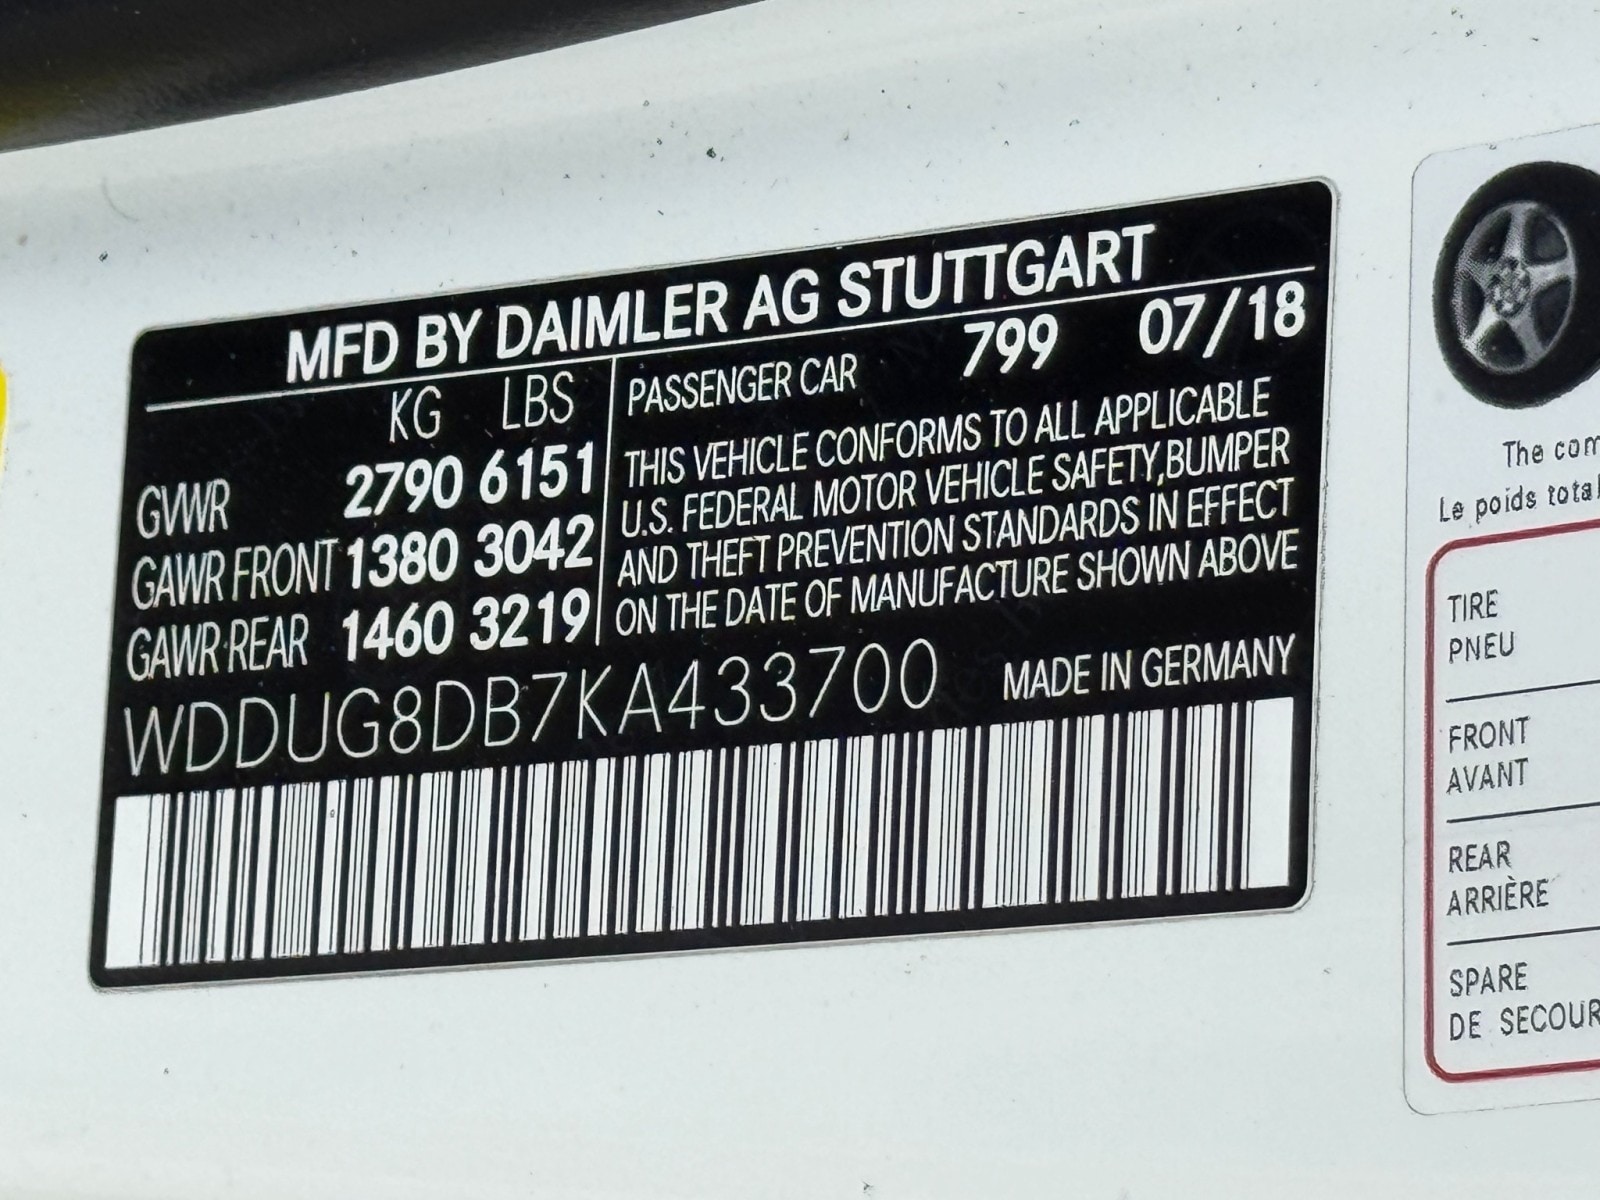 MFD BY DAIMLER AG STUTTGART
KG LBS
GVWR 2790 6151
GAWR FRONT 1380 3042
GAWR REAR 1460 3219
PASSENGER CAR 799 07/18
THIS VEHICLE CONFORMS TO ALL APPLICABLE
U.S. FEDERAL MOTOR VEHICLE SAFETY,BUMPER
AND THEFT PREVENTION STANDARDS IN EFFECT
ON THE DATE OF MANUFACTURE SHOWN ABOVE
WDDUG8DB7KA433700 MADE IN GERMANY
The com
Le poids total
TIRE
PNEU
FRONT
AVANT
REAR
ARRIÈRE
SPARE
DE SECOUR